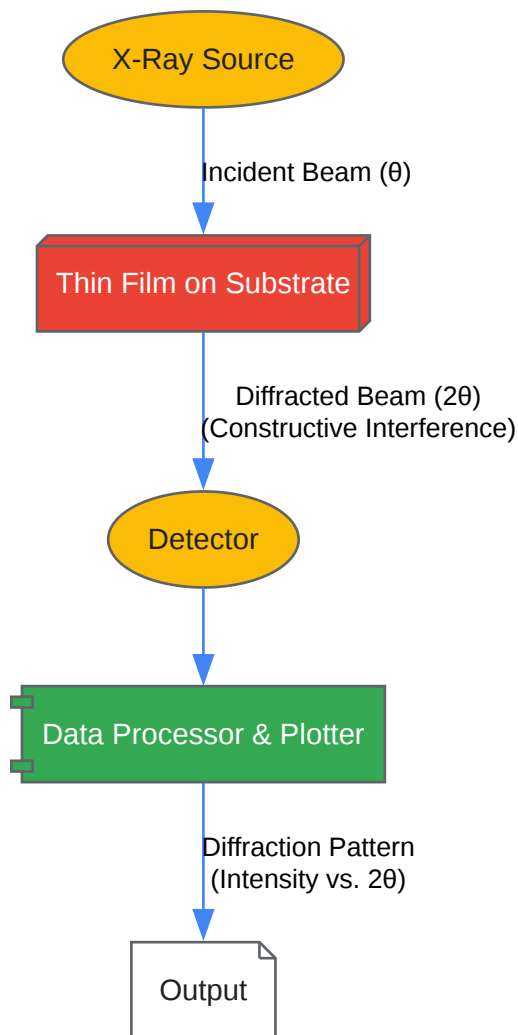 X-Ray Source
Incident Beam (θ)
Thin Film on Substrate
Diffracted Beam (2θ)
(Constructive Interference)
Detector
Data Processor & Plotter
Diffraction Pattern
(Intensity vs. 2θ)
Output